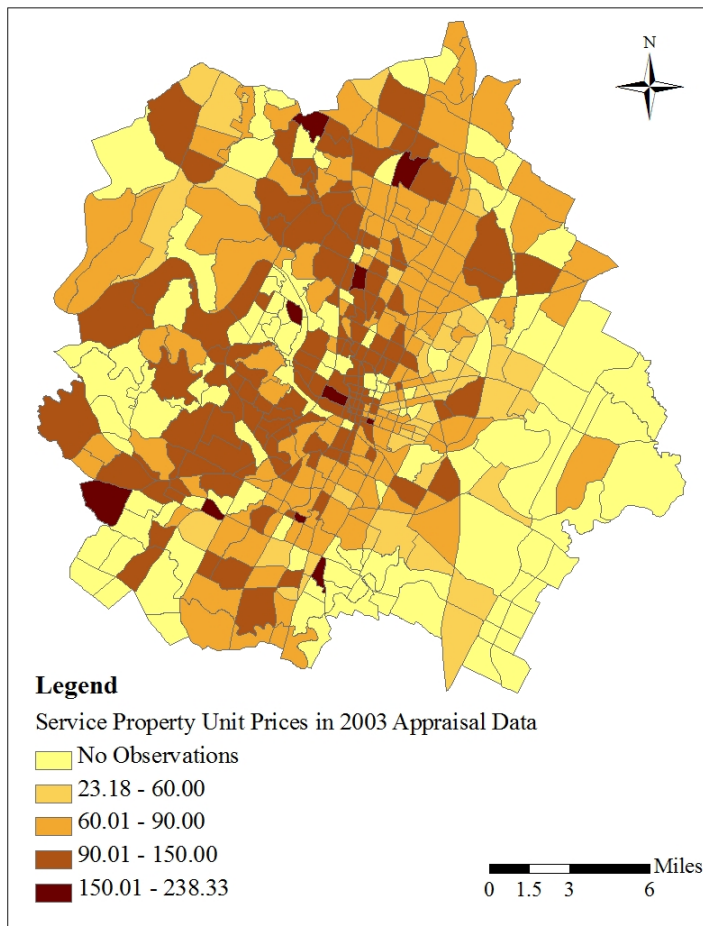 N
Legend
Service Property Unit Prices in 2003 Appraisal Data
No Observations
23.18 - 60.00
60.01 - 90.00
90.01 - 150.00
150.01 - 238.33
Miles
0 1.5 3 6